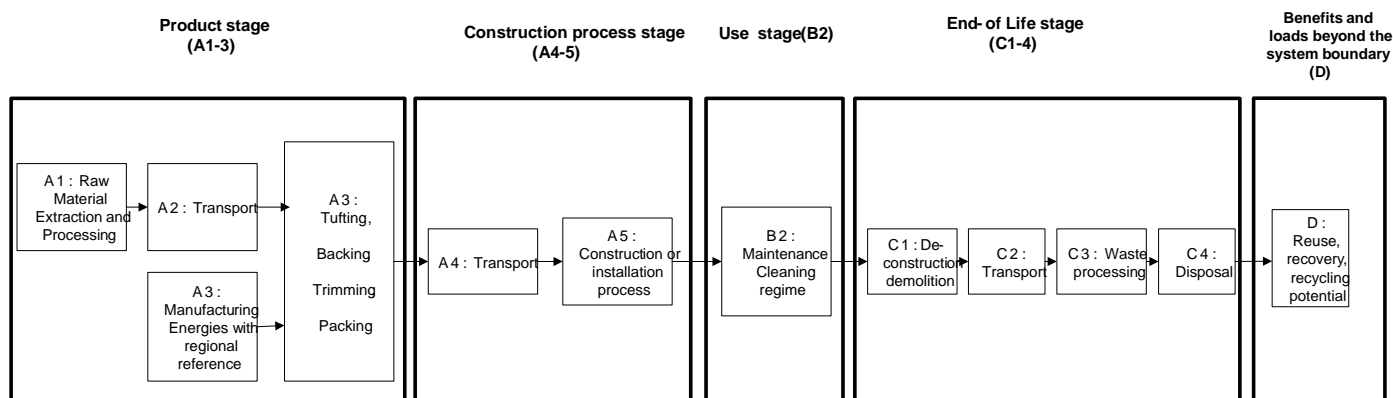 Product stage
(A1-3)
Construction process stage
(A4-5)
Use stage(B2)
End- of Life stage
(C1-4)
Benefits and
loads beyond the
system boundary
(D)
A1: Raw
Material
Extraction and
Processing
A2: Transport
A3:
Manufacturing
Energies with
regional
reference
A3:
Tufting,
Backing
Trimming
Packing
A4: Transport
A5:
Construction or
installation
process
B2:
Maintenance
Cleaning
regime
C1: De-
construction
demolition
C2:
Transport
C3: Waste
processing
C4:
Disposal
D:
Reuse,
recovery,
recycling
potential